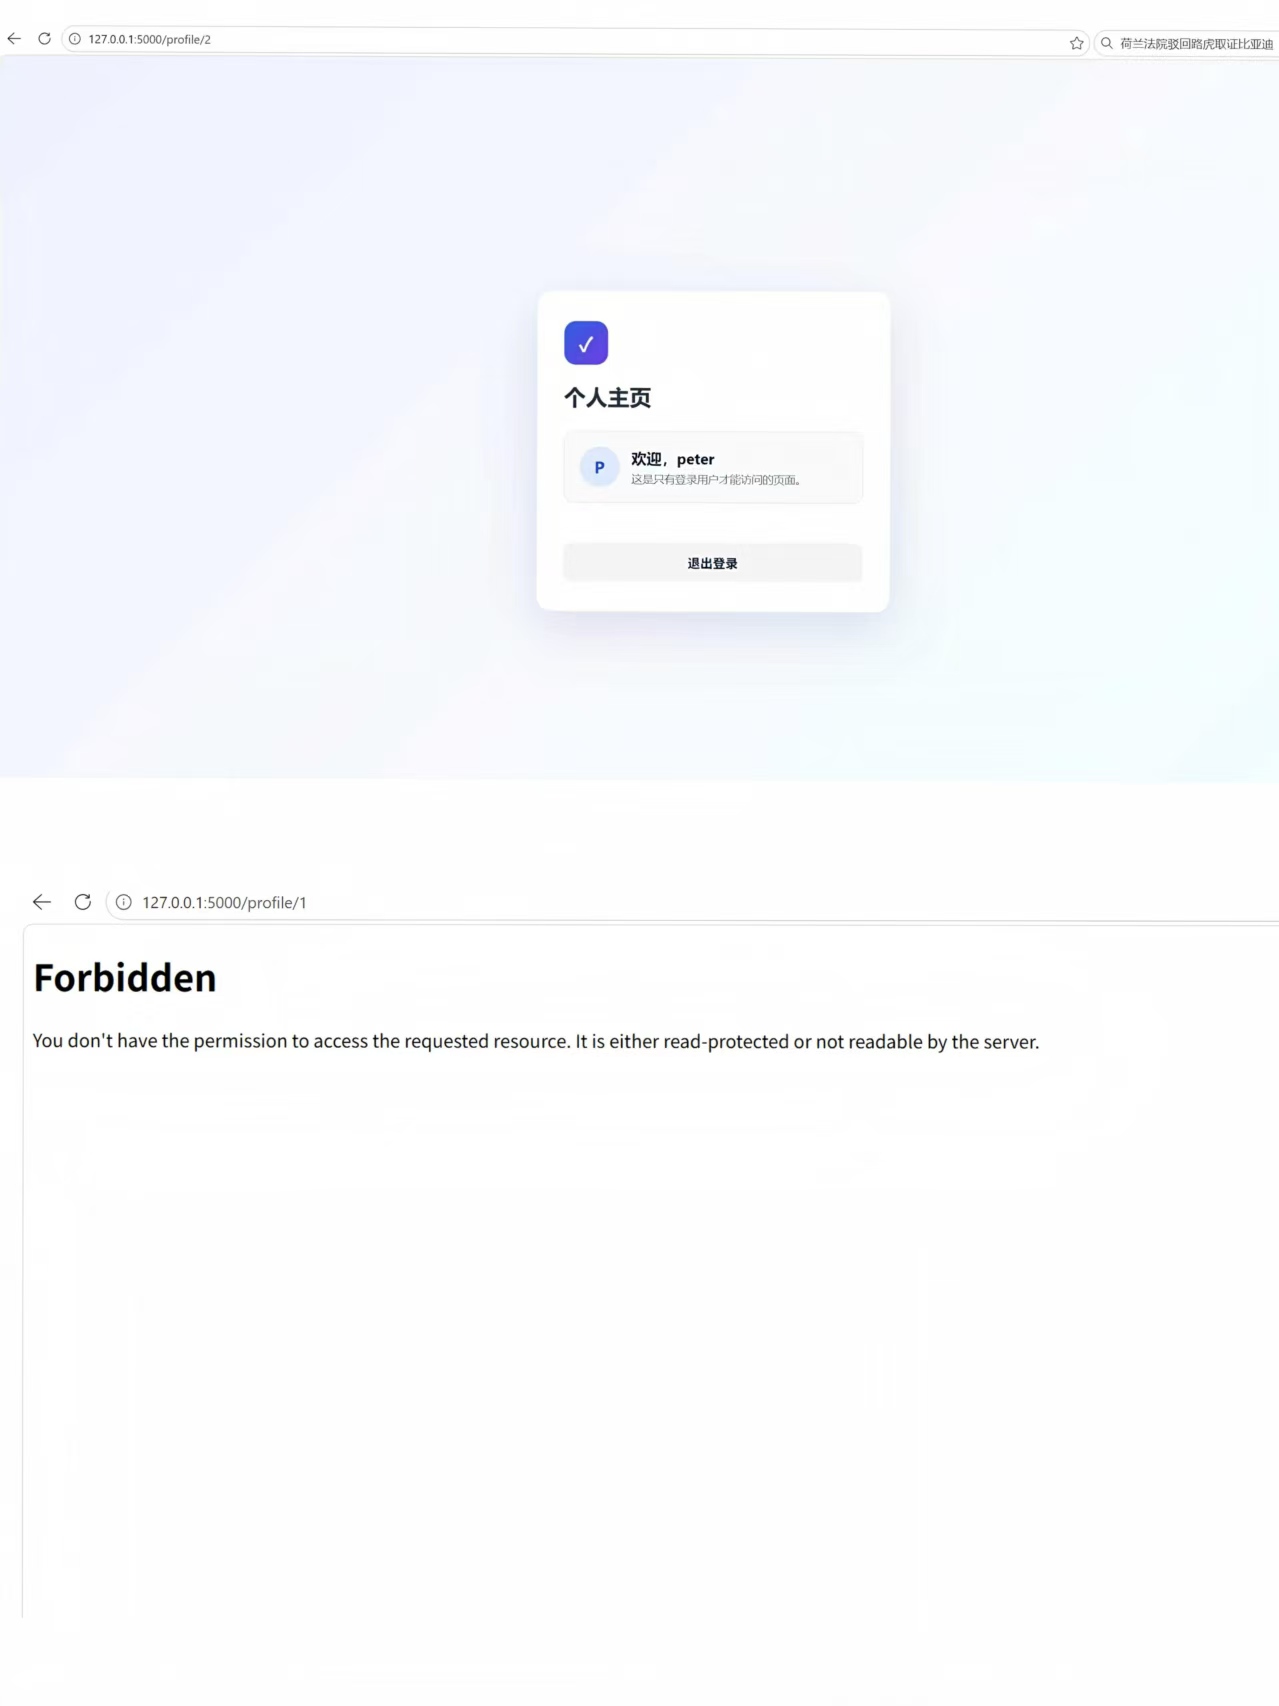 127.0.0.1:5000/profile/2
荷兰法院驳回路虎取证比亚迪
✓
个人主页
P
欢迎，peter
这是只有登录用户才能访问的页面。
退出登录
127.0.0.1:5000/profile/1
Forbidden
You don't have the permission to access the requested resource. It is either read-protected or not readable by the server.